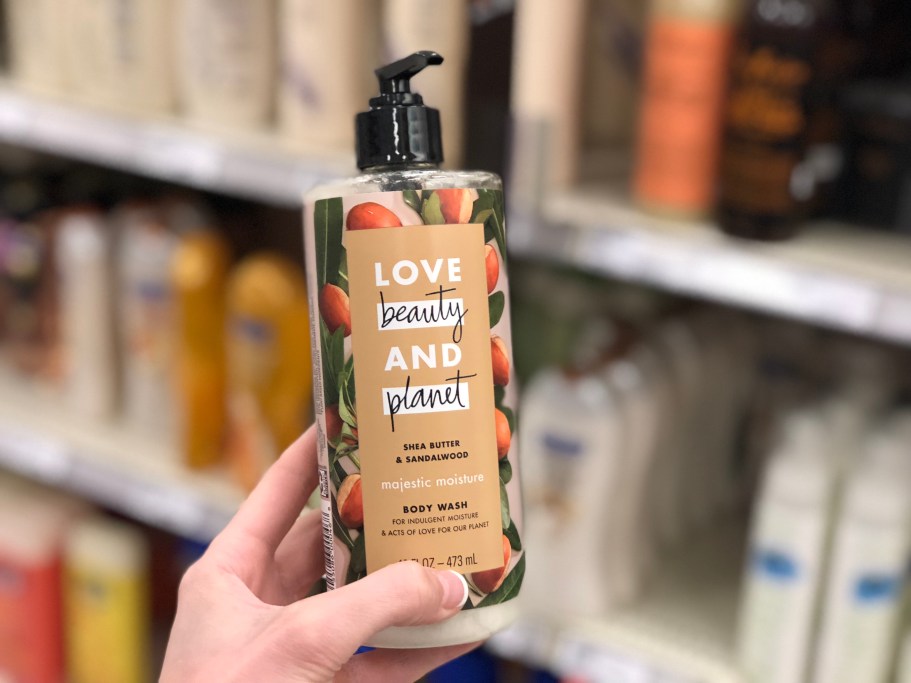 LOVE
beauty
AND
planet
SHEA BUTTER
& SANDALWOOD
majestic moisture
BODY WASH
FOR INDULGENT MOISTURE
& ACTS OF LOVE FOR OUR PLANET
OZ – 473 mL